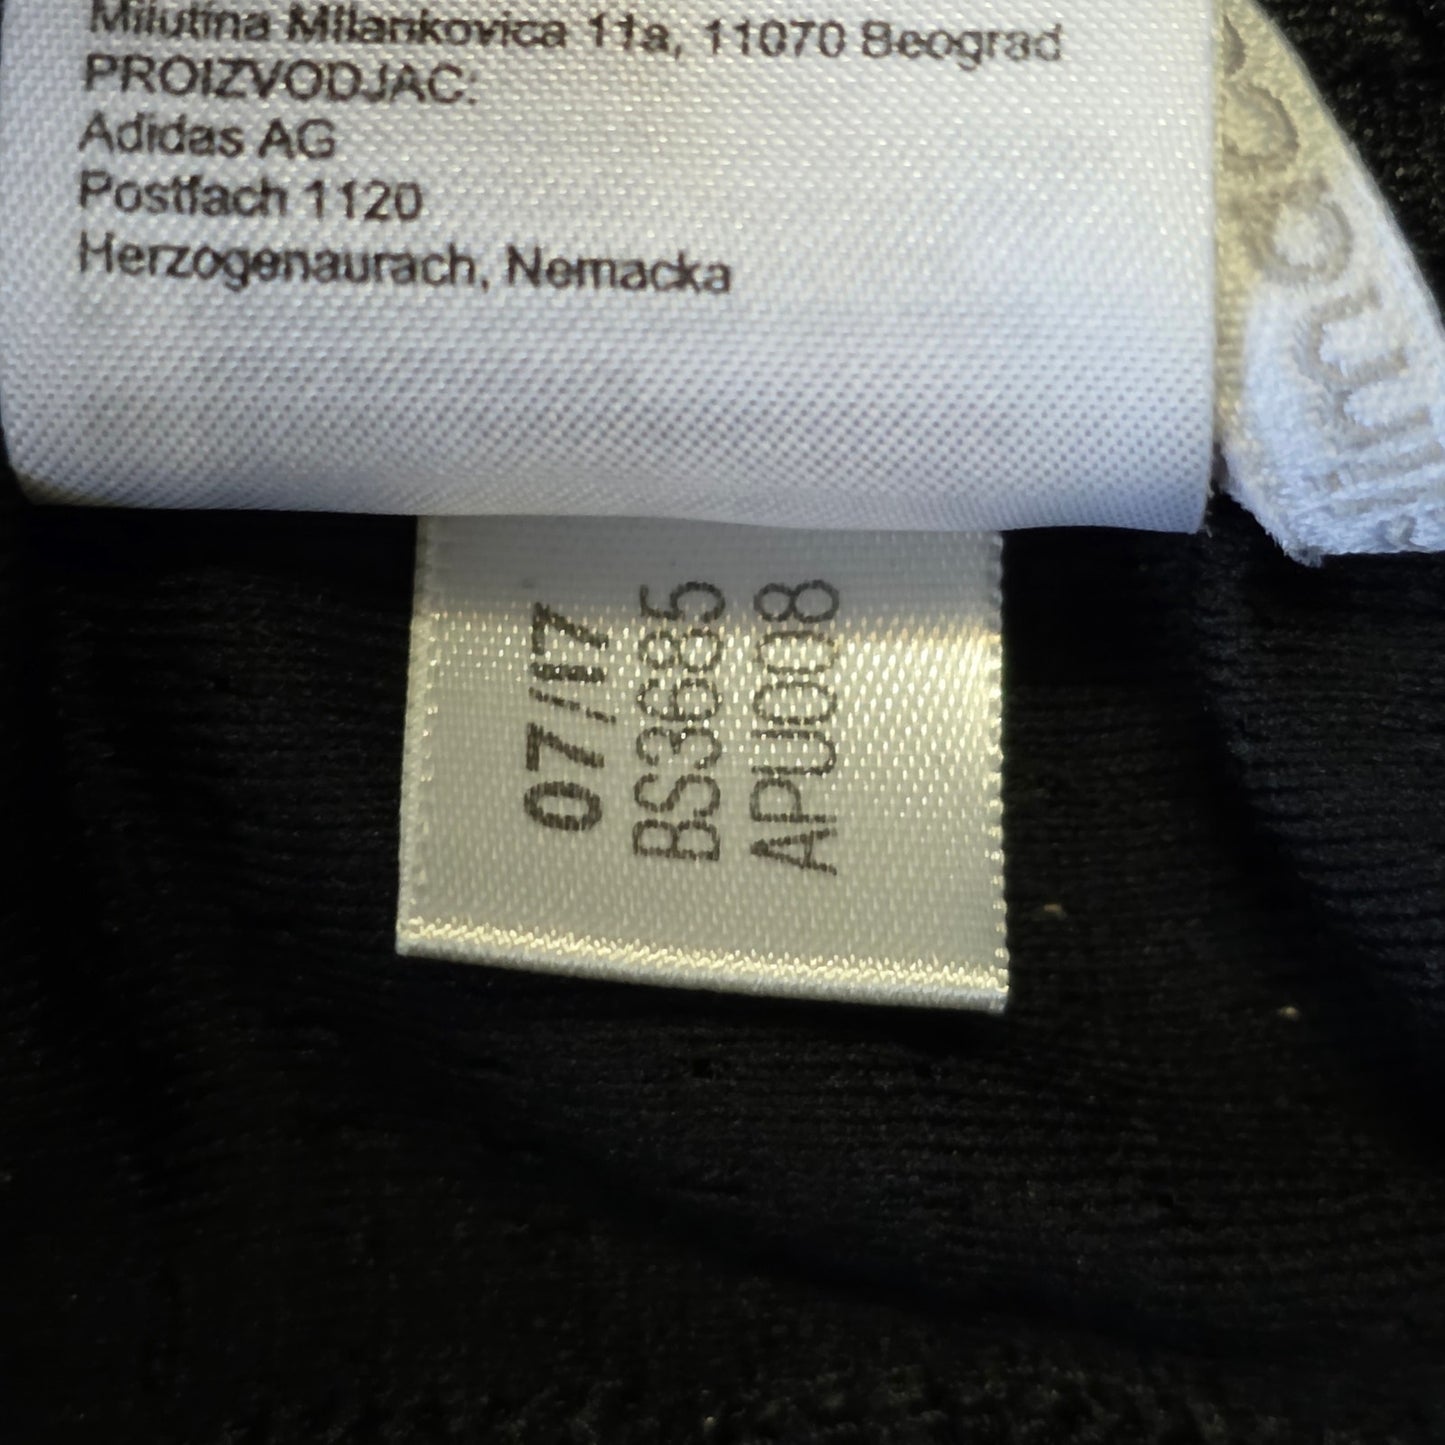 Milutina Milankovica 11a, 11070 Beograd
PROIZVODJAC:
Adidas AG
Postfach 1120
Herzogenaurach, Nemacka
07/17
BS3685
APU008